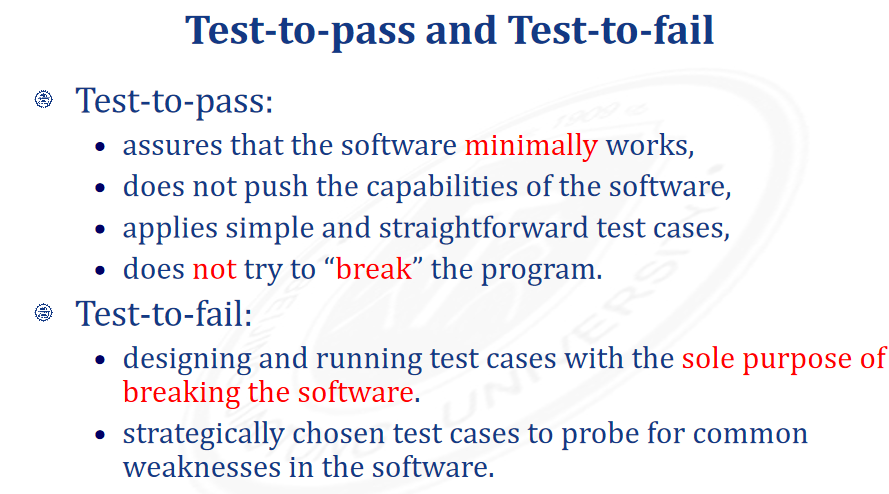 Test-to-pass and Test-to-fail
Test-to-pass:
• assures that the software minimally works,
• does not push the capabilities of the software,
• applies simple and straightforward test cases,
• does not try to “break” the program.
Test-to-fail:
• designing and running test cases with the sole purpose of
breaking the software.
• strategically chosen test cases to probe for common
weaknesses in the software.
UNIVERSITY